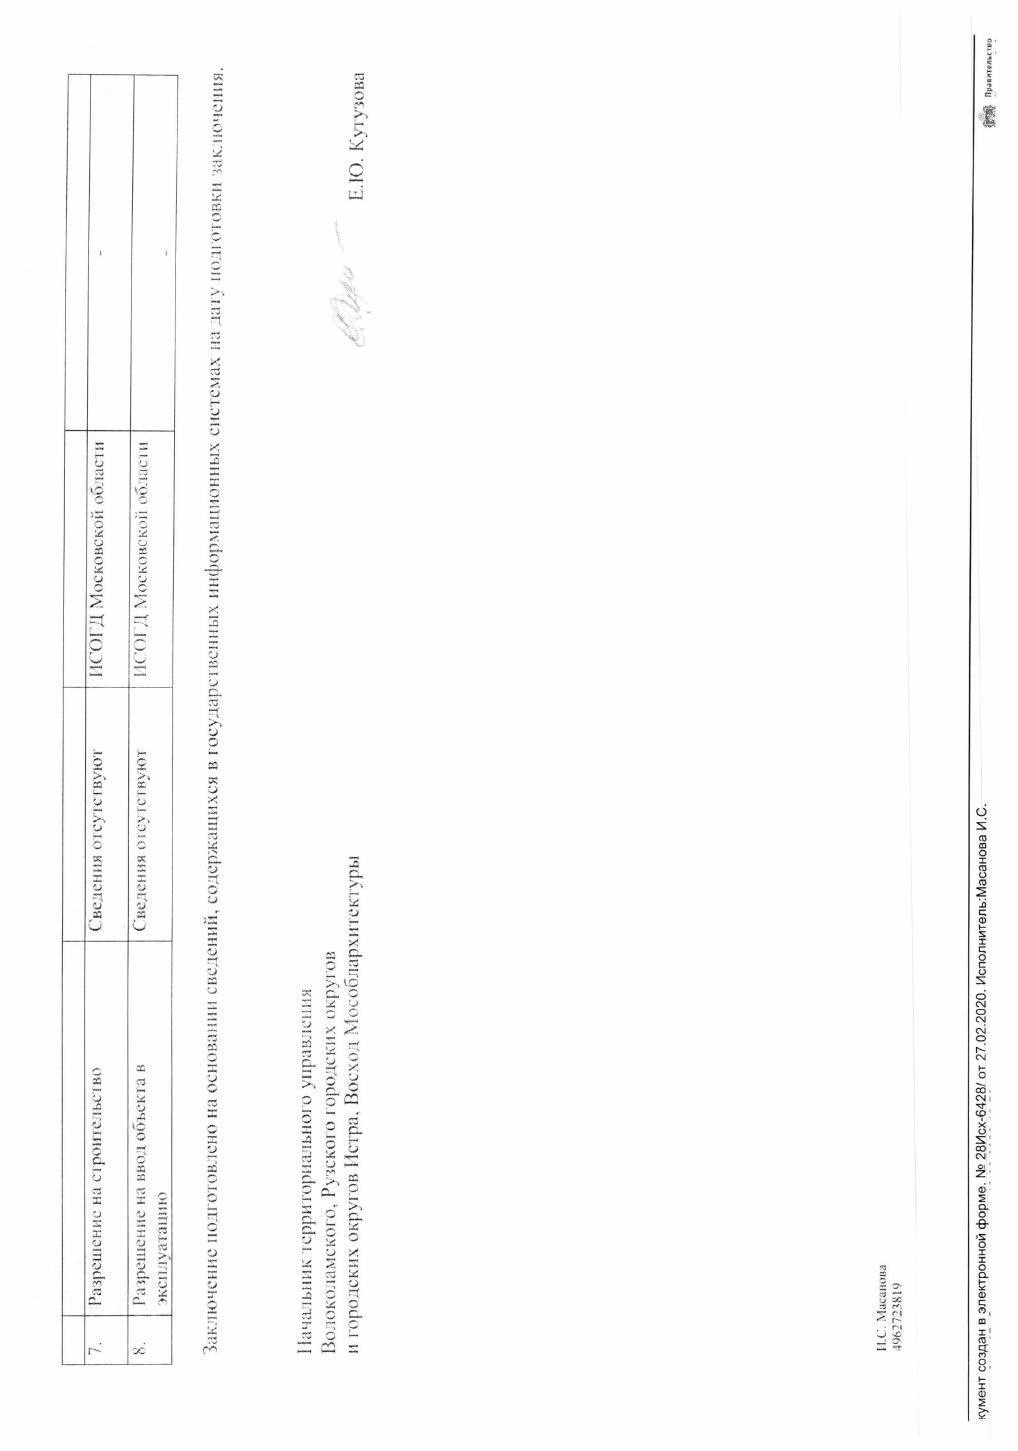 7. Разрешение на строительство Сведения отсутствуют ИСОГД Московской области -
8. Разрешение на ввод объекта в Сведения отсутствуют ИСОГД Московской области -
эксплуатацию
Заключение подготовлено на основании сведений, содержащихся в государственных информационных системах на дату подготовки заключения.
Начальник территориального управления
Волоколамского, Рузского городских округов
и городских округов Истра, Восход Мособлархитектуры Е.Ю. Кутузова
И.С. Масанова
4962723819
кумент создан в электронной форме. № 28Исх-6428/ от 27.02.2020. Исполнитель:Масанова И.С.
Правительство